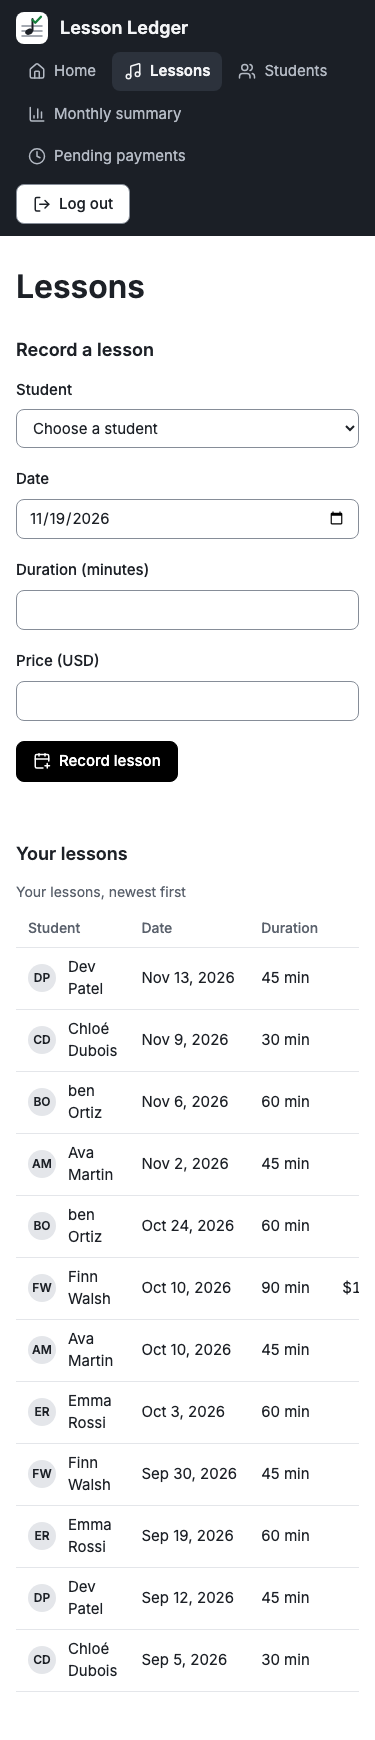 Lesson Ledger
Home Lessons Students
Monthly summary
Pending payments
Log out
Lessons
Record a lesson
Student
Choose a student
Date
11/19/2026
Duration (minutes)
Price (USD)
Record lesson
Your lessons
Your lessons, newest first
Student Date Duration
DP Dev Patel Nov 13, 2026 45 min
CD Chloé Dubois Nov 9, 2026 30 min
BO ben Ortiz Nov 6, 2026 60 min
AM Ava Martin Nov 2, 2026 45 min
BO ben Ortiz Oct 24, 2026 60 min
FW Finn Walsh Oct 10, 2026 90 min $1
AM Ava Martin Oct 10, 2026 45 min
ER Emma Rossi Oct 3, 2026 60 min
FW Finn Walsh Sep 30, 2026 45 min
ER Emma Rossi Sep 19, 2026 60 min
DP Dev Patel Sep 12, 2026 45 min
CD Chloé Dubois Sep 5, 2026 30 min